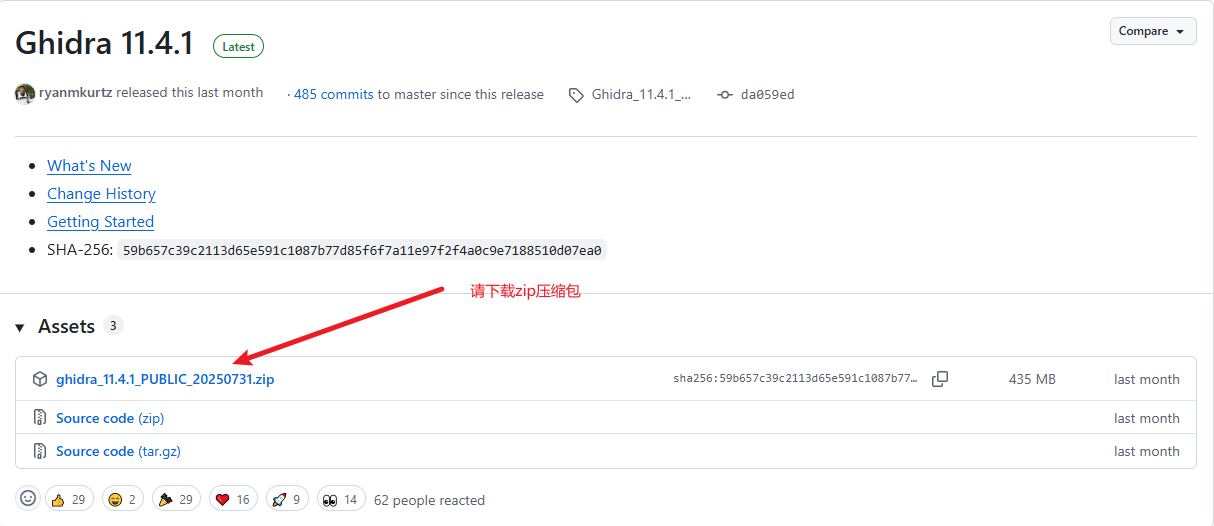 Ghidra 11.4.1 Latest Compare
ryanmkurtz released this last month · 485 commits to master since this release Ghidra_11.4.1_... da059ed
• What's New
• Change History
• Getting Started
• SHA-256: 59b657c39c2113d65e591c1087b77d85f6f7a11e97f2f4a0c9e7188510d07ea0
请下载zip压缩包
Assets 3
ghidra_11.4.1_PUBLIC_20250731.zip sha256:59b657c39c2113d65e591c1087b77... 435 MB last month
Source code (zip) last month
Source code (tar.gz) last month
29 2 29 16 9 14 62 people reacted